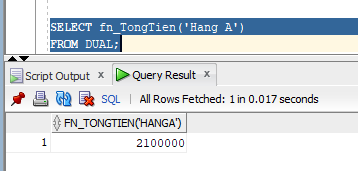 SELECT fn_TongTien('Hang A')
FROM DUAL;
Script Output × Query Result ×
SQL | All Rows Fetched: 1 in 0.017 seconds
FN_TONGTIEN('HANGA')
1 2100000